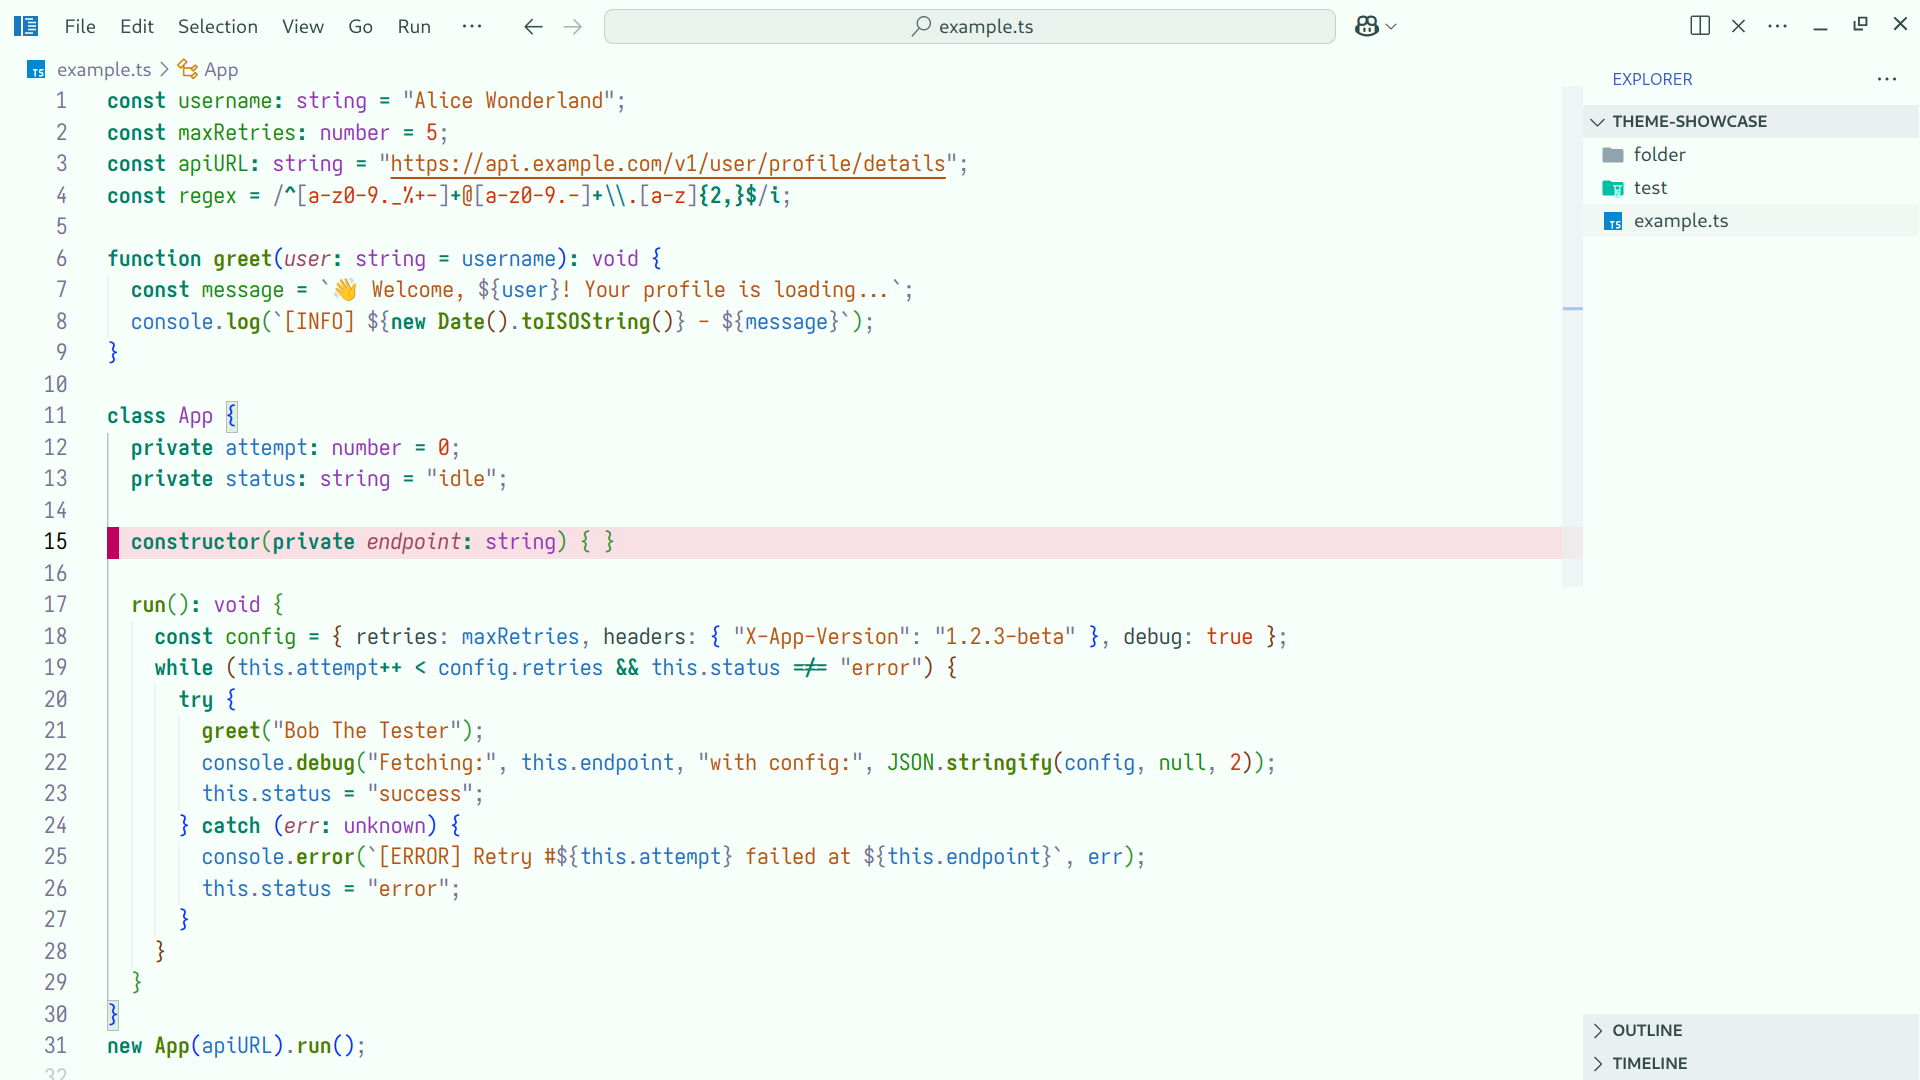 File Edit Selection View Go Run ··· example.ts
example.ts > App
EXPLORER
THEME-SHOWCASE
folder
test
example.ts
1 const username: string = "Alice Wonderland";
2 const maxRetries: number = 5;
3 const apiURL: string = "https://api.example.com/v1/user/profile/details";
4 const regex = /^[a-z0-9._%+-]+@[a-z0-9.-]+\\.[a-z]{2,}$/i;
5
6 function greet(user: string = username): void {
7   const message = `👋 Welcome, ${user}! Your profile is loading...`;
8   console.log(`[INFO] ${new Date().toISOString()} - ${message}`);
9 }
10
11 class App {
12   private attempt: number = 0;
13   private status: string = "idle";
14
15   constructor(private endpoint: string) { }
16
17   run(): void {
18     const config = { retries: maxRetries, headers: { "X-App-Version": "1.2.3-beta" }, debug: true };
19     while (this.attempt++ < config.retries && this.status !== "error") {
20       try {
21         greet("Bob The Tester");
22         console.debug("Fetching:", this.endpoint, "with config:", JSON.stringify(config, null, 2));
23         this.status = "success";
24       } catch (err: unknown) {
25         console.error(`[ERROR] Retry #${this.attempt} failed at ${this.endpoint}`, err);
26         this.status = "error";
27       }
28     }
29   }
30 }
31 new App(apiURL).run();
32
OUTLINE
TIMELINE